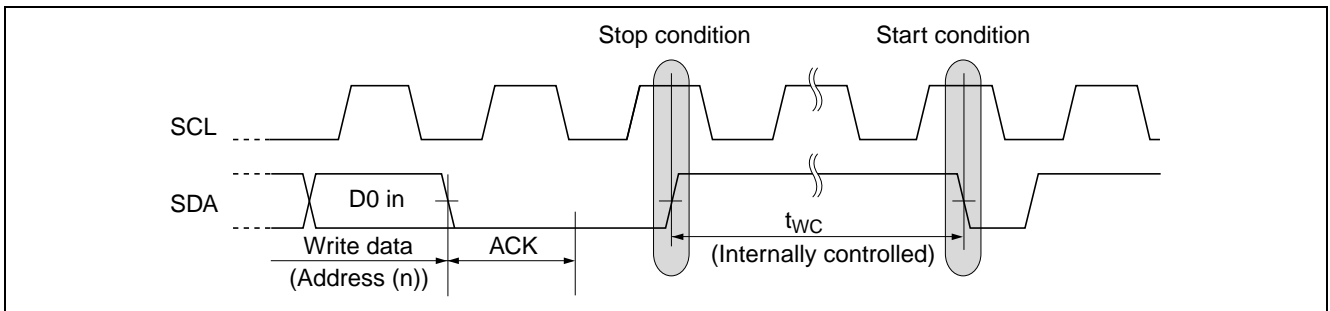 Stop condition
Start condition
SCL
SDA
D0 in
Write data
(Address (n))
ACK
tWC
(Internally controlled)